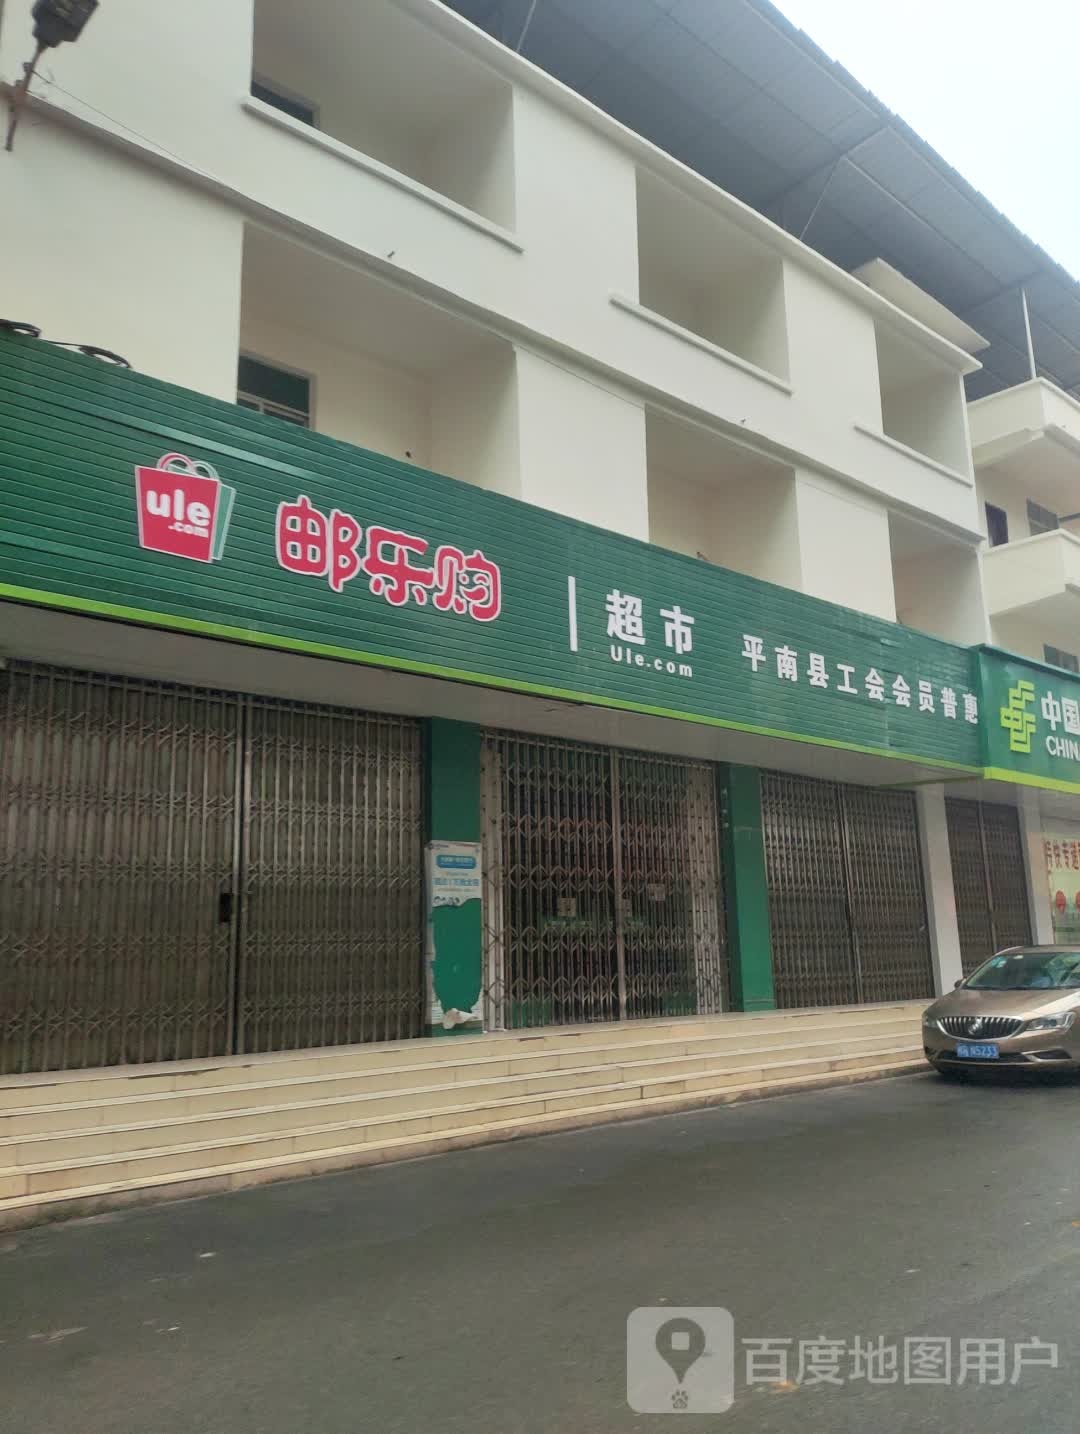 ule
.com
邮乐购
超市
Ule.com
平南县工会会员普惠
中国
CHIN
N5233
百度地图用户